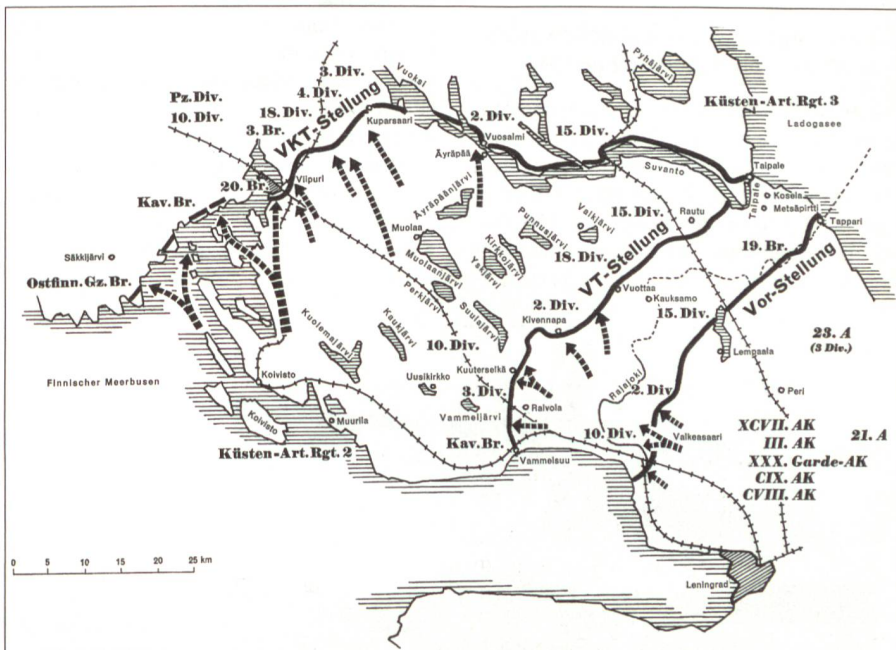 3. Div.
4. Div.
Pz. Div.
10. Div.
18. Div.
3. Br.
VKT-Stellung
Vuoksi
Kuparsaari
2. Div.
Vuosalmi
Äyräpää
15. Div.
Pyhäjärvi
Küsten-Art. Rgt. 3
Ladogasee
Suvanto
Taipale
Taipale
Kosela
Metsäpirtti
Tappari
20. Br.
Viipuri
Kav. Br.
Säkkijärvi
Ostfinn. Gz. Br.
Äyräpäänjärvi
Muolaa
Muolaanjärvi
Perkjärvi
Punnusjärvi
Kirkkojärvi
Yskjärvi
Valkjärvi
Suulajärvi
15. Div.
Rautu
18. Div.
VT-Stellung
19. Br.
Vor-Stellung
Vuottaa
Kauksamo
2. Div.
Kivennapa
15. Div.
Lempaala
23. A
(3 Div.)
Finnischer Meerbusen
Kuolemajärvi
Kaukjärvi
10. Div.
Kuuterselkä
Uusikirkko
3. Div.
Raivola
Vammeljärvi
Koivisto
Koivisto
Muurila
Küsten-Art. Rgt. 2
Kav. Br.
Vammelsuu
Rajajoki
2. Div.
10. Div.
Valkeasaari
Peri
XCVII. AK
III. AK
21. A
XXX. Garde-AK
CIX. AK
CVIII. AK
Leningrad
0 5 10 15 20 25 km